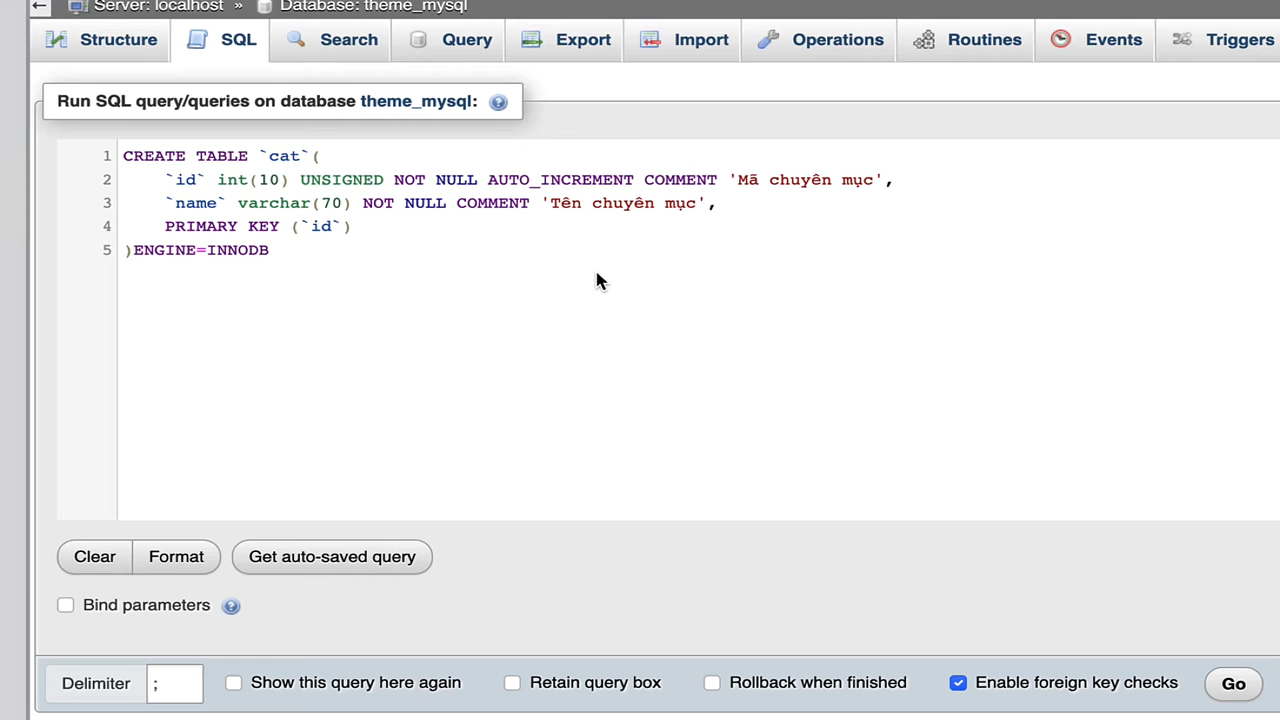 Server: localhost » Database: theme_mysql
Structure SQL Search Query Export Import Operations Routines Events Triggers
Run SQL query/queries on database theme_mysql:
1 CREATE TABLE `cat`(
2 `id` int(10) UNSIGNED NOT NULL AUTO_INCREMENT COMMENT 'Mã chuyên mục',
3 `name` varchar(70) NOT NULL COMMENT 'Tên chuyên mục',
4 PRIMARY KEY (`id`)
5 )ENGINE=INNODB
Clear Format Get auto-saved query
Bind parameters
Delimiter ; Show this query here again Retain query box Rollback when finished Enable foreign key checks Go